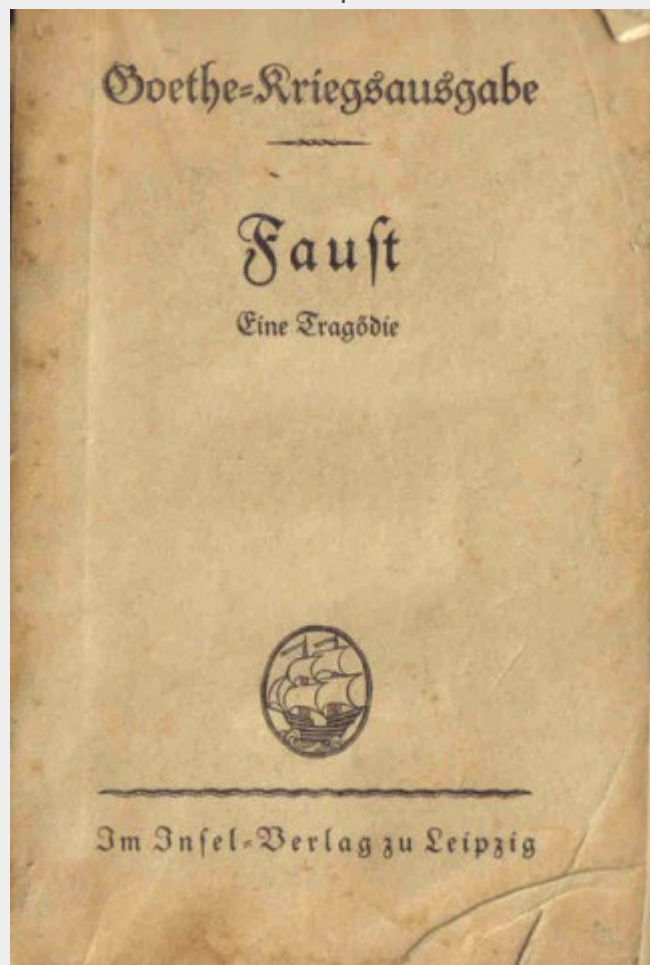 Goethe-Kriegsausgabe
Fauſt
Eine Tragödie
Im Inſel-Verlag zu Leipzig